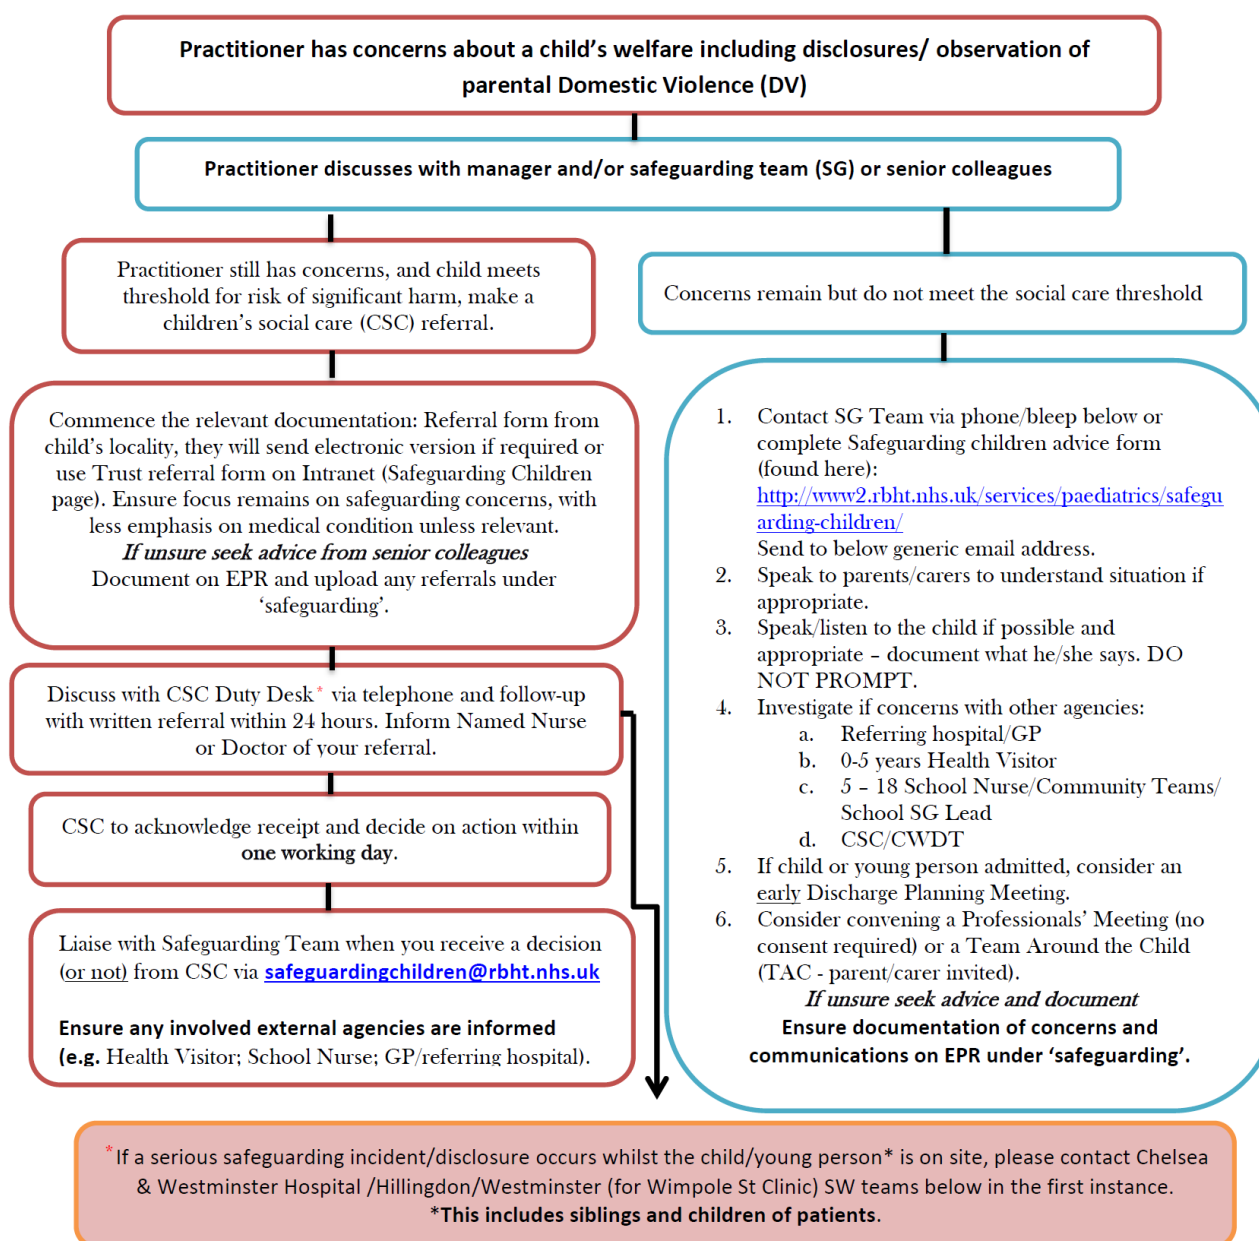 Practitioner has concerns about a child's welfare including disclosures/ observation of
parental Domestic Violence (DV)
Practitioner discusses with manager and/or safeguarding team (SG) or senior colleagues
Practitioner still has concerns, and child meets
threshold for risk of significant harm, make a
children's social care (CSC) referral.
Commence the relevant documentation: Referral form from
child's locality, they will send electronic version if required or
use Trust referral form on Intranet (Safeguarding Children
page). Ensure focus remains on safeguarding concerns, with
less emphasis on medical condition unless relevant.
If unsure seek advice from senior colleagues
Document on EPR and upload any referrals under
‘safeguarding’.
Discuss with CSC Duty Desk* via telephone and follow-up
with written referral within 24 hours. Inform Named Nurse
or Doctor of your referral.
CSC to acknowledge receipt and decide on action within
one working day.
Liaise with Safeguarding Team when you receive a decision
(or not) from CSC via safeguardingchildren@rbht.nhs.uk
Ensure any involved external agencies are informed
(e.g. Health Visitor; School Nurse; GP/referring hospital).
Concerns remain but do not meet the social care threshold
1. Contact SG Team via phone/bleep below or
complete Safeguarding children advice form
(found here):
http://www2.rbht.nhs.uk/services/paediatrics/safegu
arding-children/
Send to below generic email address.
2. Speak to parents/carers to understand situation if
appropriate.
3. Speak/listen to the child if possible and
appropriate – document what he/she says. DO
NOT PROMPT.
4. Investigate if concerns with other agencies:
a. Referring hospital/GP
b. 0-5 years Health Visitor
c. 5 – 18 School Nurse/Community Teams/
School SG Lead
d. CSC/CWDT
5. If child or young person admitted, consider an
early Discharge Planning Meeting.
6. Consider convening a Professionals' Meeting (no
consent required) or a Team Around the Child
(TAC - parent/carer invited).
If unsure seek advice and document
Ensure documentation of concerns and
communications on EPR under ‘safeguarding’.
*If a serious safeguarding incident/disclosure occurs whilst the child/young person* is on site, please contact Chelsea
& Westminster Hospital /Hillingdon/Westminster (for Wimpole St Clinic) SW teams below in the first instance.
*This includes siblings and children of patients.